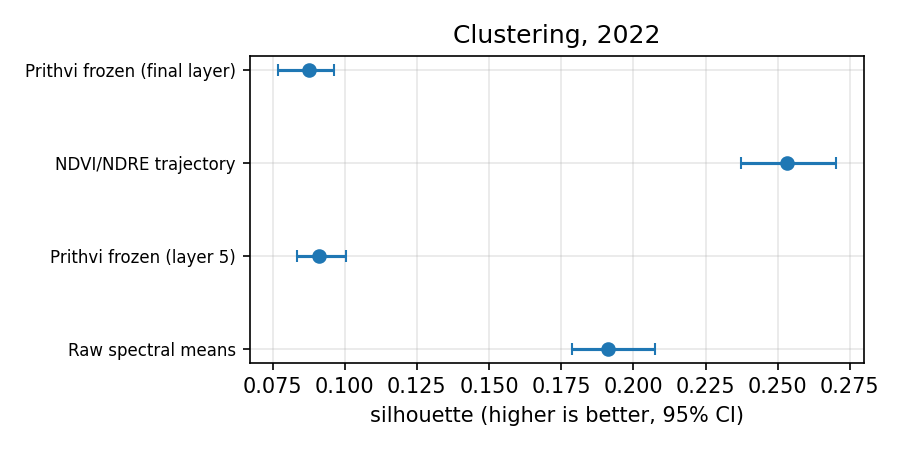 Clustering, 2022
Prithvi frozen (final layer)
NDVI/NDRE trajectory
Prithvi frozen (layer 5)
Raw spectral means
0.075 0.100 0.125 0.150 0.175 0.200 0.225 0.250 0.275
silhouette (higher is better, 95% CI)